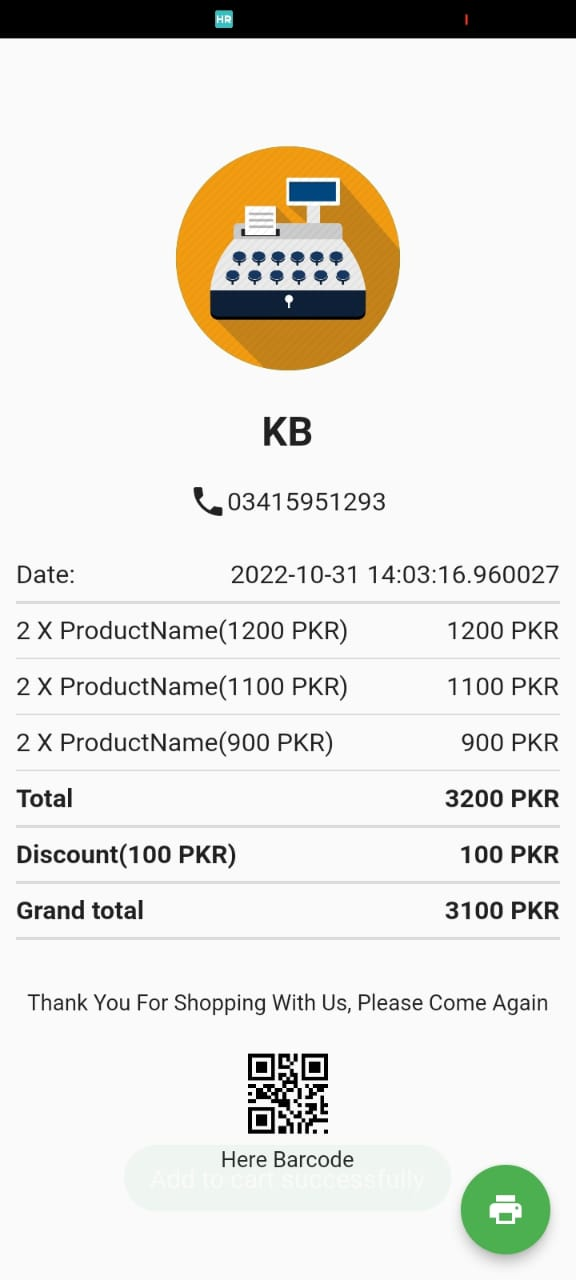 HR
KB
03415951293
Date: 2022-10-31 14:03:16.960027
2 X ProductName(1200 PKR) 1200 PKR
2 X ProductName(1100 PKR) 1100 PKR
2 X ProductName(900 PKR) 900 PKR
Total 3200 PKR
Discount(100 PKR) 100 PKR
Grand total 3100 PKR
Thank You For Shopping With Us, Please Come Again
Here Barcode
Add to cart successfully